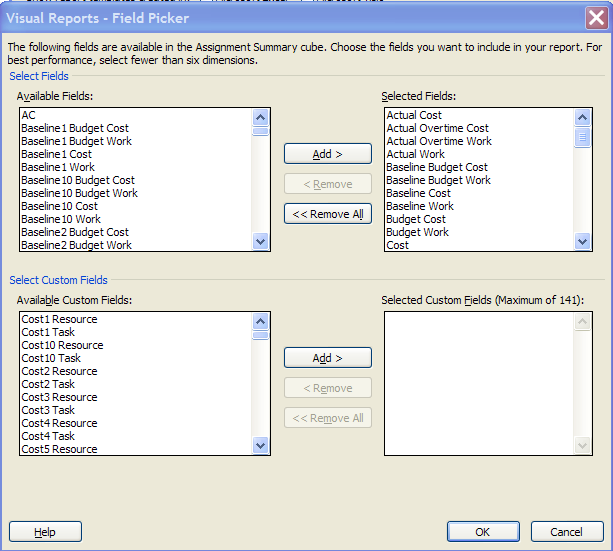 Visual Reports - Field Picker
The following fields are available in the Assignment Summary cube. Choose the fields you want to include in your report. For
best performance, select fewer than six dimensions.
Select Fields
Available Fields:
AC
Baseline1 Budget Cost
Baseline1 Budget Work
Baseline1 Cost
Baseline1 Work
Baseline10 Budget Cost
Baseline10 Budget Work
Baseline10 Cost
Baseline10 Work
Baseline2 Budget Cost
Baseline2 Budget Work
Add >
< Remove
<< Remove All
Selected Fields:
Actual Cost
Actual Overtime Cost
Actual Overtime Work
Actual Work
Baseline Budget Cost
Baseline Budget Work
Baseline Cost
Baseline Work
Budget Cost
Budget Work
Cost
Select Custom Fields
Available Custom Fields:
Cost1 Resource
Cost1 Task
Cost10 Resource
Cost10 Task
Cost2 Resource
Cost2 Task
Cost3 Resource
Cost3 Task
Cost4 Resource
Cost4 Task
Cost5 Resource
Add >
< Remove
<< Remove All
Selected Custom Fields (Maximum of 141):
Help
OK
Cancel